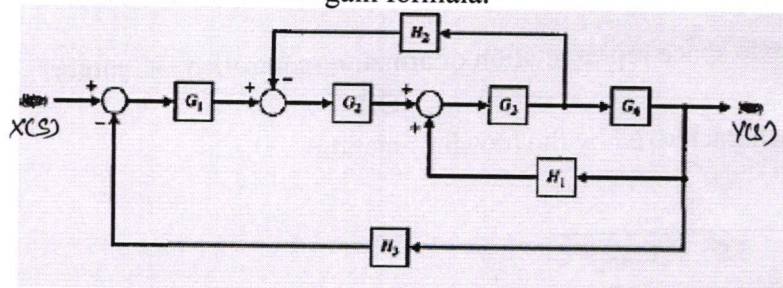 gain formula.
H₂
+ + - +
G₁ G₂ G₃ G₄
X(S) - + Y(S)
H₁
H₃